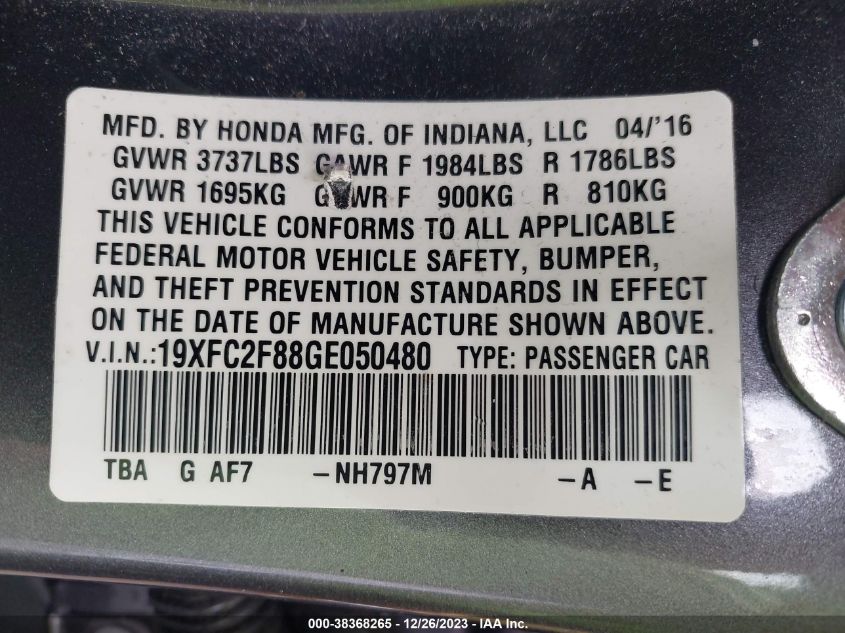 MFD. BY HONDA MFG. OF INDIANA, LLC 04/'16
GVWR 3737LBS GAWR F 1984LBS R 1786LBS
GVWR 1695KG GAWR F 900KG R 810KG
THIS VEHICLE CONFORMS TO ALL APPLICABLE
FEDERAL MOTOR VEHICLE SAFETY, BUMPER,
AND THEFT PREVENTION STANDARDS IN EFFECT
ON THE DATE OF MANUFACTURE SHOWN ABOVE.
V.I.N.:19XFC2F88GE050480 TYPE: PASSENGER CAR
TBA G AF7 -NH797M -A -E
000-38368265 - 12/26/2023 - IAA Inc.